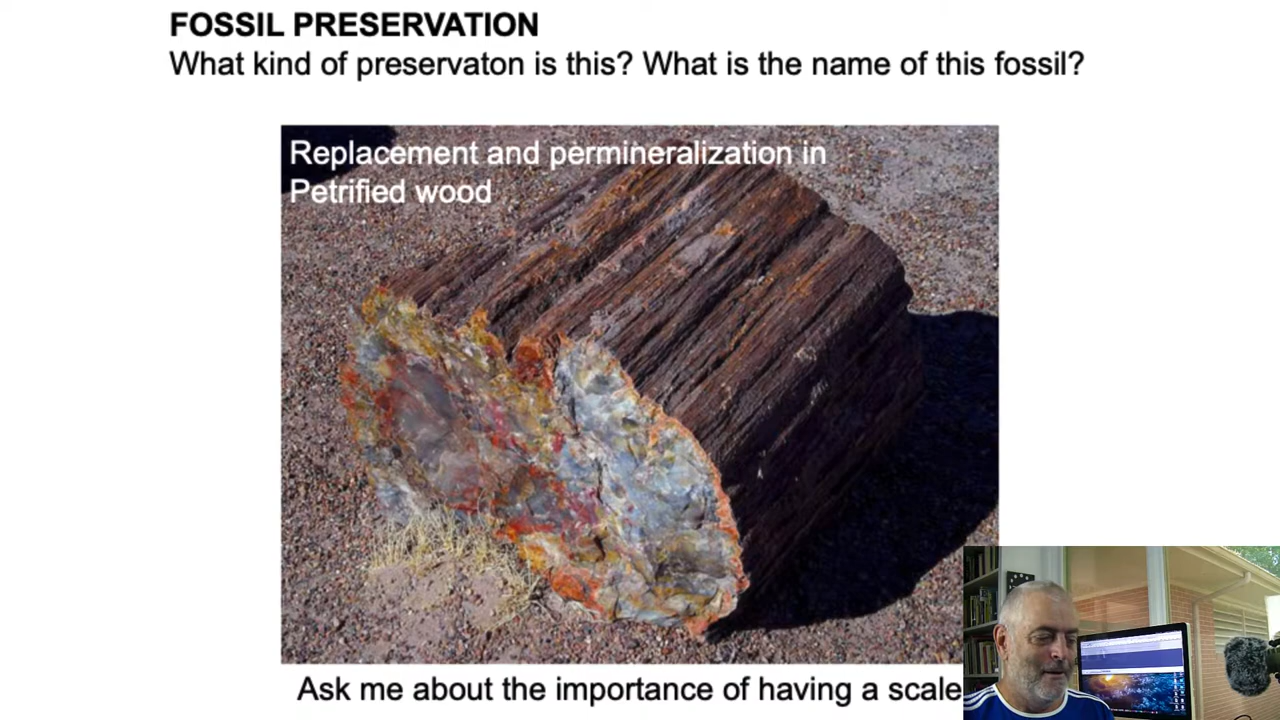 FOSSIL PRESERVATION
What kind of preservaton is this? What is the name of this fossil?
Replacement and permineralization in
Petrified wood
Ask me about the importance of having a scale